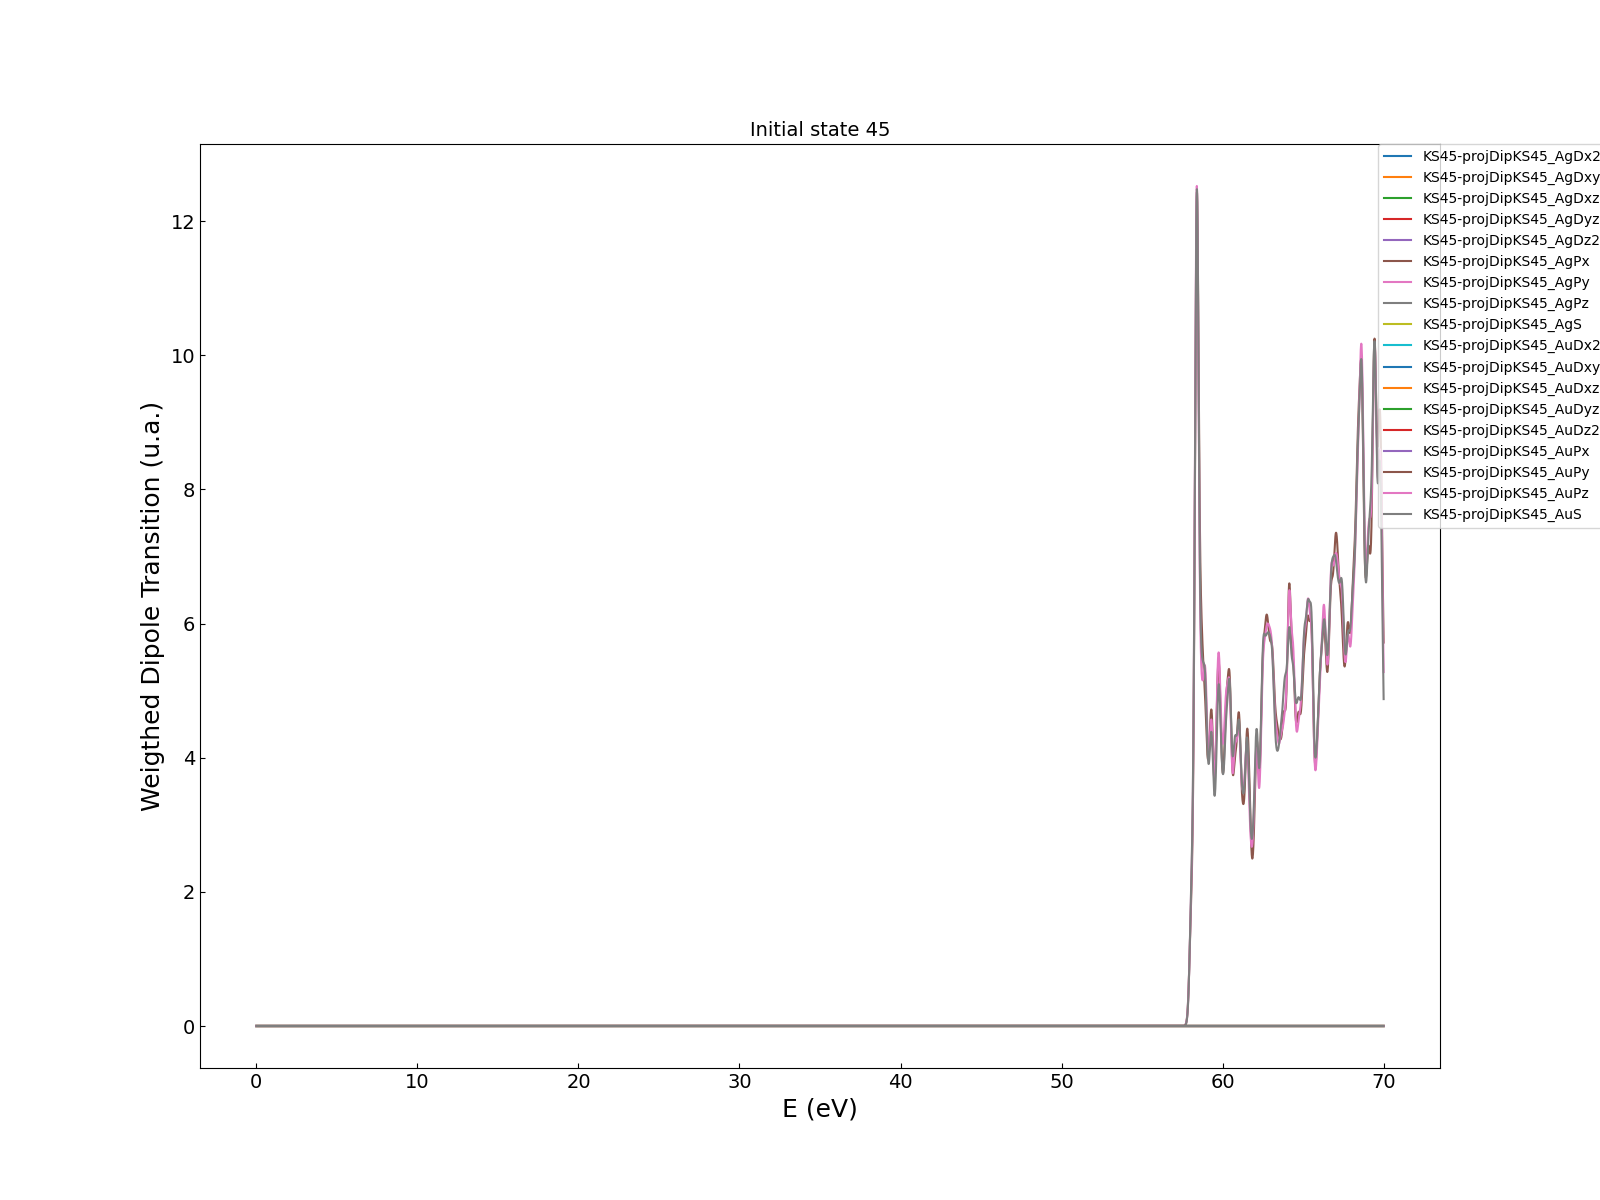 Initial state 45
KS45-projDipKS45_AgDx2
KS45-projDipKS45_AgDxy
KS45-projDipKS45_AgDxz
KS45-projDipKS45_AgDyz
KS45-projDipKS45_AgDz2
KS45-projDipKS45_AgPx
KS45-projDipKS45_AgPy
KS45-projDipKS45_AgPz
KS45-projDipKS45_AgS
KS45-projDipKS45_AuDx2
KS45-projDipKS45_AuDxy
KS45-projDipKS45_AuDxz
KS45-projDipKS45_AuDyz
KS45-projDipKS45_AuDz2
KS45-projDipKS45_AuPx
KS45-projDipKS45_AuPy
KS45-projDipKS45_AuPz
KS45-projDipKS45_AuS
Weigthed Dipole Transition (u.a.)
12
10
8
6
4
2
0
0 10 20 30 40 50 60 70
E (eV)